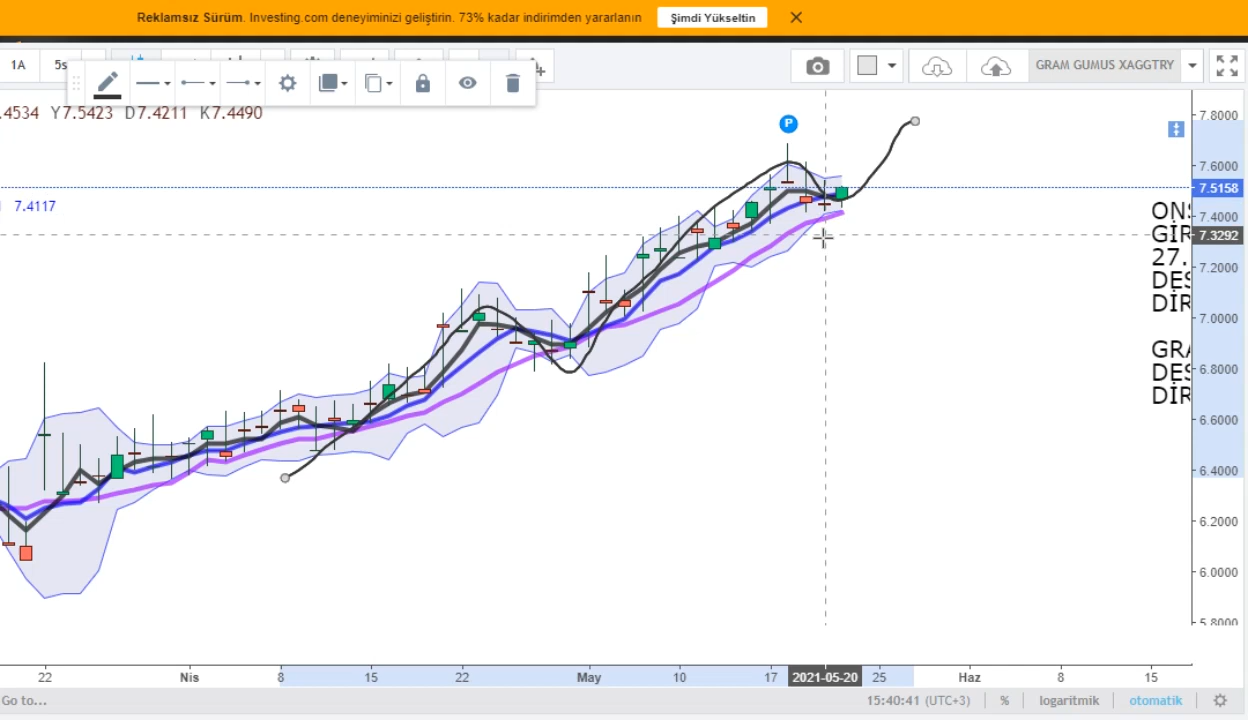 Reklamsız Sürüm. Investing.com deneyiminizi geliştirin. 73% kadar indirimden yararlanın
Şimdi Yükseltin
1A
GRAM GUMUS XAGGTRY
.4534 Y7.5423 D7.4211 K7.4490
7.4117
P
7.8000
7.6000
7.5158
7.4000
7.3292
7.2000
7.0000
6.8000
6.6000
6.4000
6.2000
6.0000
5.8000
27.
22 Nis 8 15 22 May 10 17 2021-05-20 25 Haz 8 15
Go to...
15:40:41 (UTC+3) % logaritmik otomatik